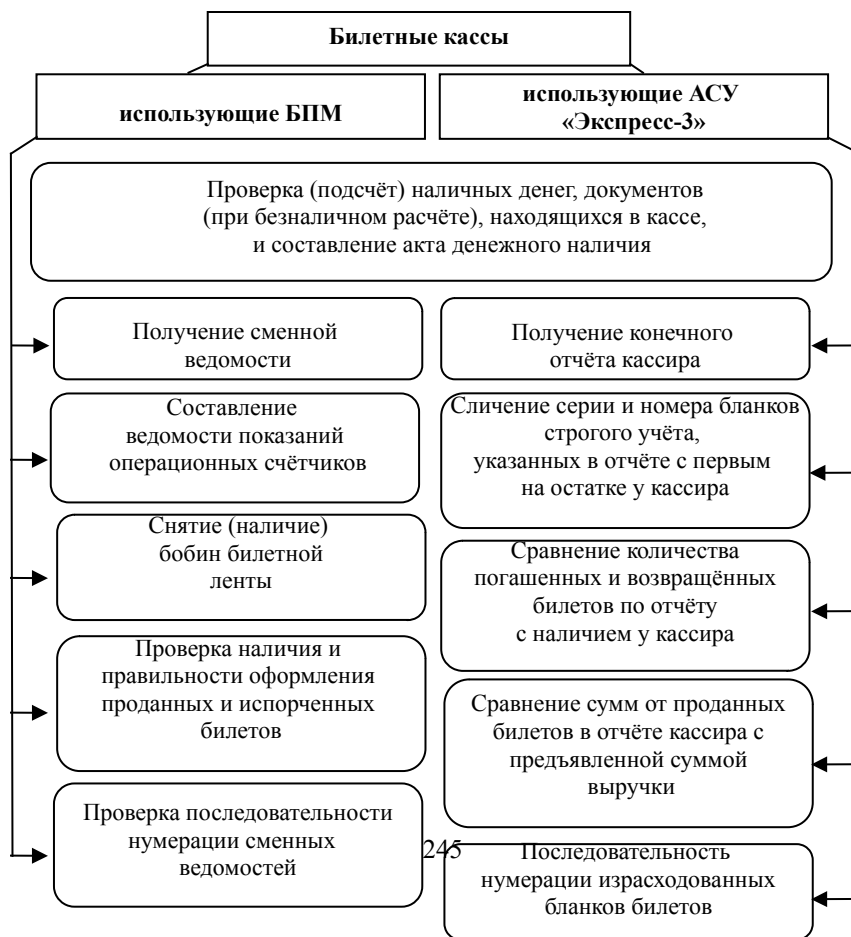 Билетные кассы
использующие БПМ
использующие АСУ
«Экспресс-3»
Проверка (подсчёт) наличных денег, документов
(при безналичном расчёте), находящихся в кассе,
и составление акта денежного наличия
Получение сменной
ведомости
Составление
ведомости показаний
операционных счётчиков
Снятие (наличие)
бобин билетной
ленты
Проверка наличия и
правильности оформления
проданных и испорченных
билетов
Проверка последовательности
нумерации сменных
ведомостей
Получение конечного
отчёта кассира
Сличение серии и номера бланков
строгого учёта,
указанных в отчёте с первым
на остатке у кассира
Сравнение количества
погашенных и возвращённых
билетов по отчёту
с наличием у кассира
Сравнение сумм от проданных
билетов в отчёте кассира с
предъявленной суммой
выручки
Последовательность
нумерации израсходованных
бланков билетов
245